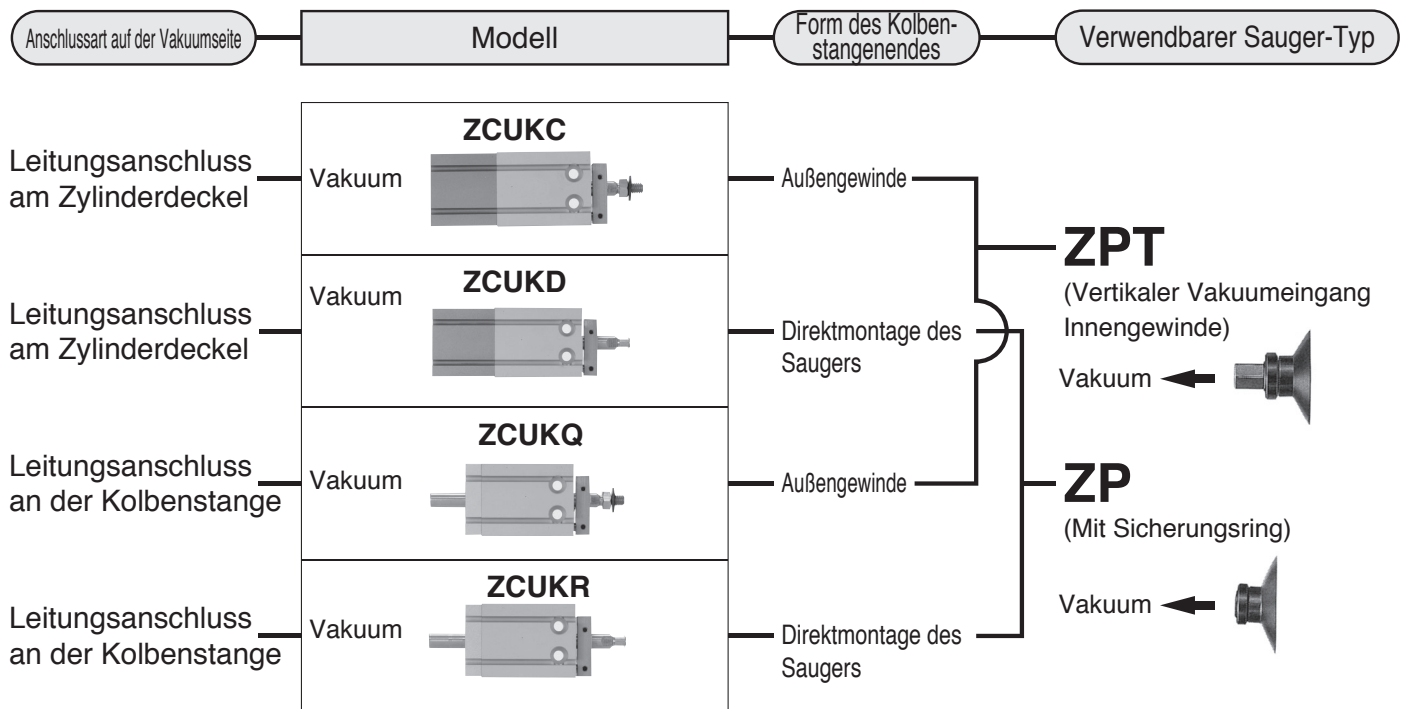 Anschlussart auf der Vakuumseite
Modell
Form des Kolben-
stangenendes
Verwendbarer Sauger-Typ
Leitungsanschluss
am Zylinderdeckel
Vakuum
ZCUKC
Außengewinde
Leitungsanschluss
am Zylinderdeckel
Vakuum
ZCUKD
Direktmontage des
Saugers
Leitungsanschluss
an der Kolbenstange
Vakuum
ZCUKQ
Außengewinde
Leitungsanschluss
an der Kolbenstange
Vakuum
ZCUKR
Direktmontage des
Saugers
ZPT
(Vertikaler Vakuumeingang
Innengewinde)
Vakuum
ZP
(Mit Sicherungsring)
Vakuum